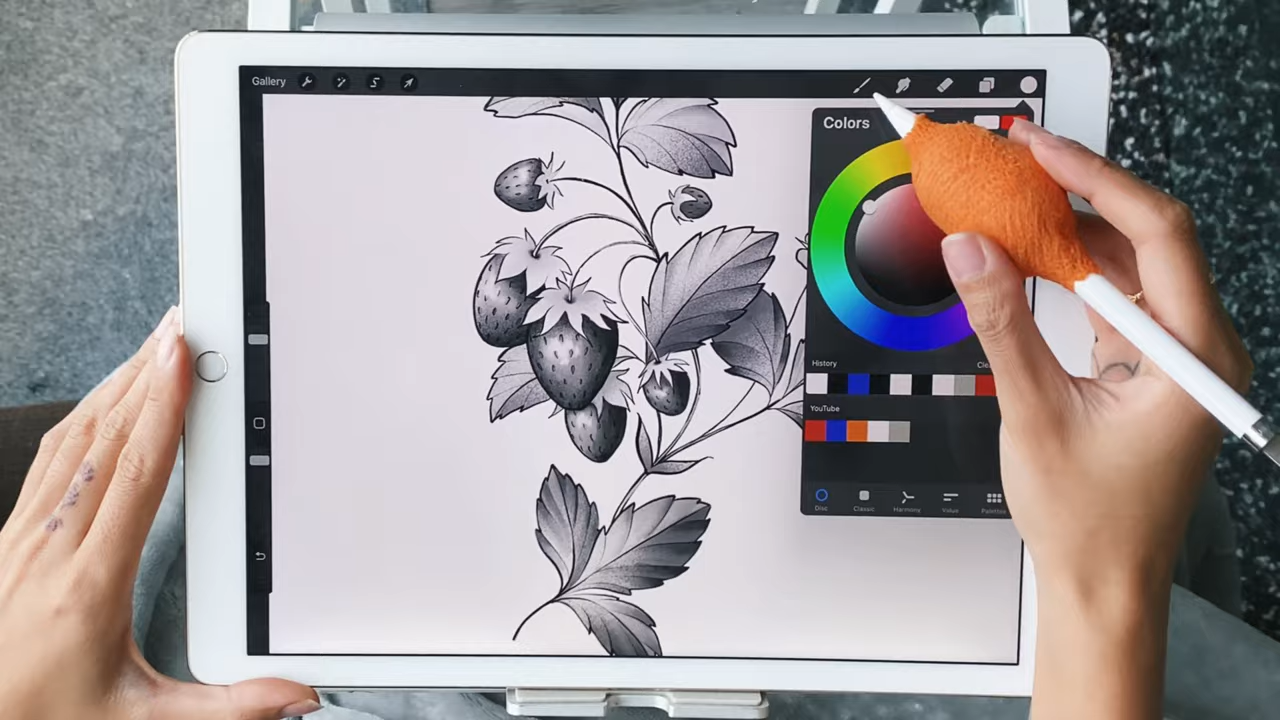 Gallery
Colors
History
YouTube
Disc
Classic
Harmony
Value
Palettes